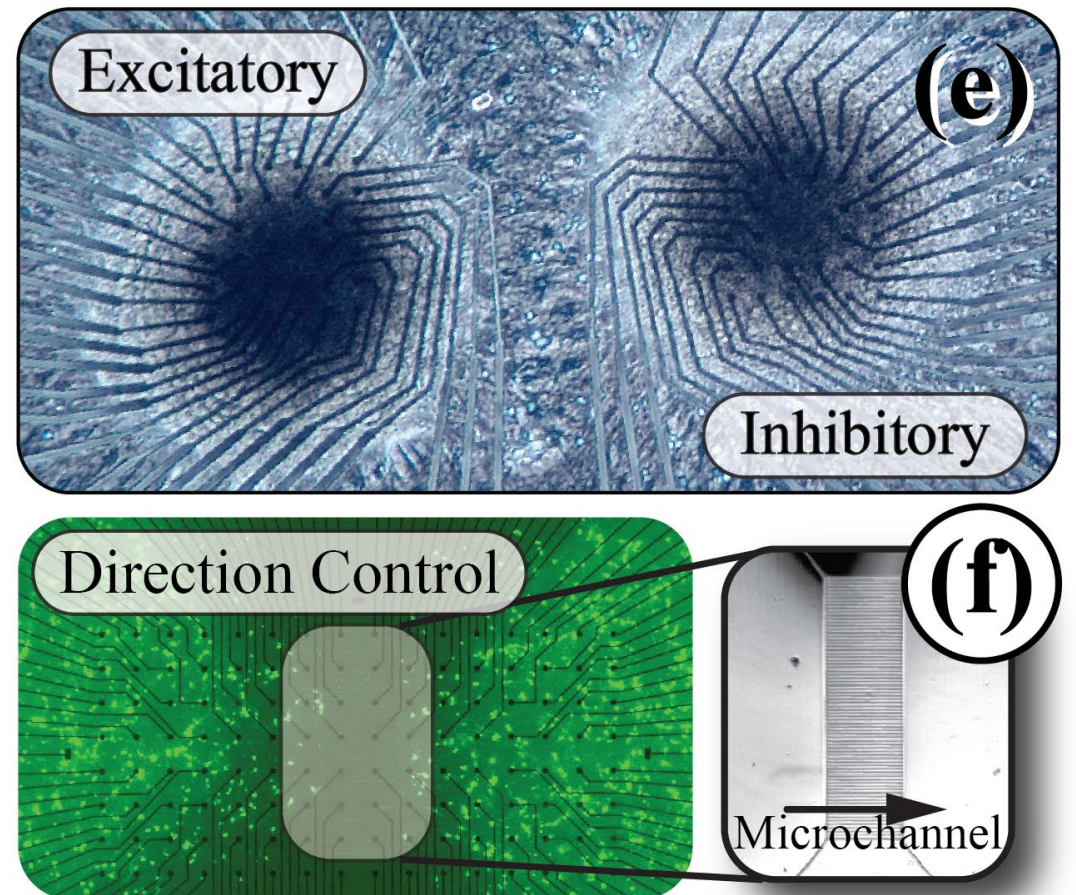 Excitatory
(e)
Inhibitory
Direction Control
(f)
Microchannel